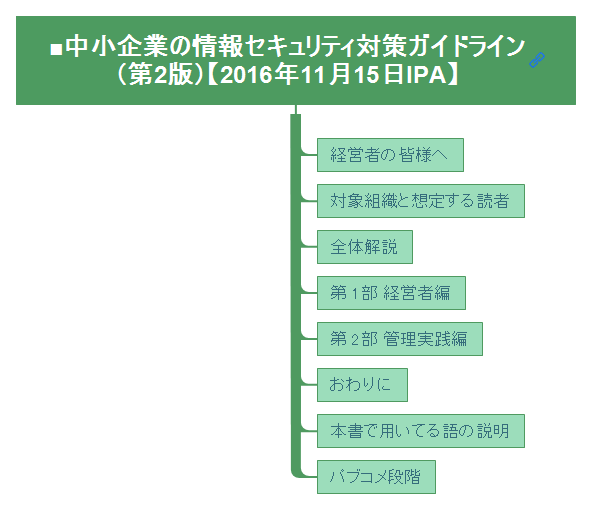 ■中小企業の情報セキュリティ対策ガイドライン
（第2版）【2016年11月15日IPA】
経営者の皆様へ
対象組織と想定する読者
全体解説
第1部 経営者編
第2部 管理実践編
おわりに
本書で用いてる語の説明
パブコメ段階